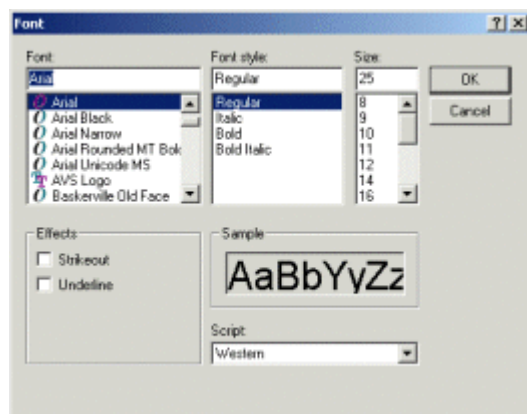 Font
Font: Font style: Size:
Arial Regular 25 OK
Arial Regular 8 Cancel
Arial Black Italic 9
Arial Narrow Bold 10
Arial Rounded MT Bol Bold Italic 11
Arial Unicode MS 12
AVS Logo 14
Baskerville Old Face 16
Effects Sample
Strikeout AaBbYyZz
Underline
Script:
Western